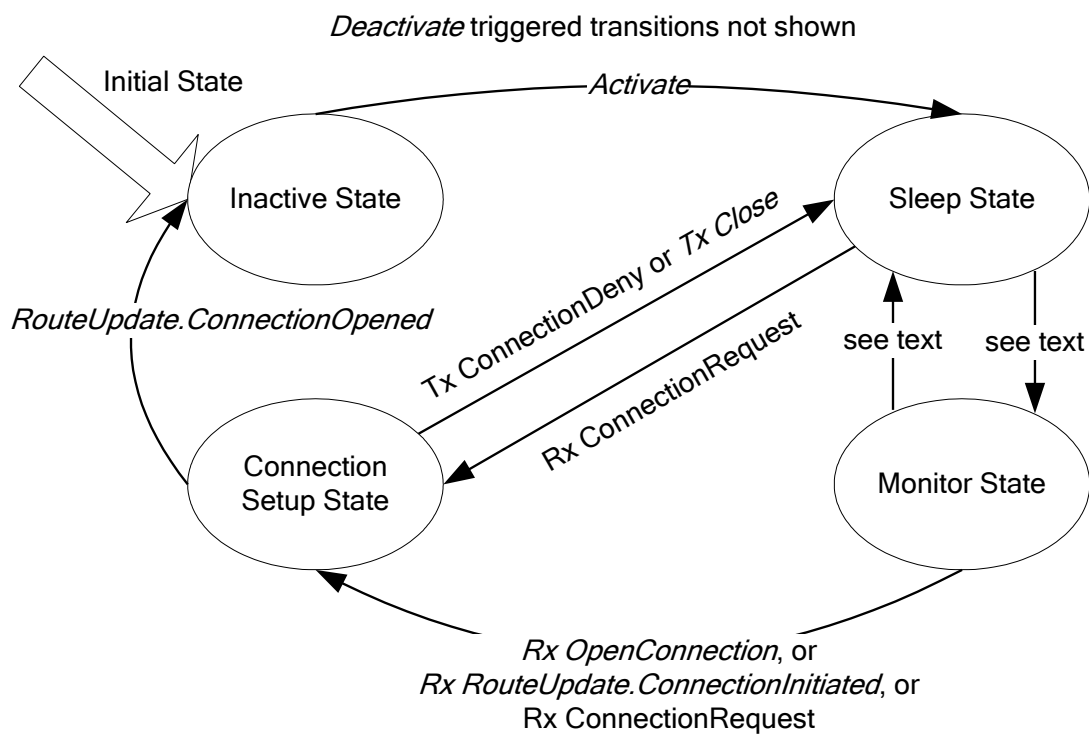 Deactivate triggered transitions not shown
Initial State
Activate
Inactive State
Sleep State
Tx ConnectionDeny or Tx Close
RouteUpdate.ConnectionOpened
Rx ConnectionRequest
see text
see text
Connection
Setup State
Monitor State
Rx OpenConnection, or
Rx RouteUpdate.ConnectionInitiated, or
Rx ConnectionRequest